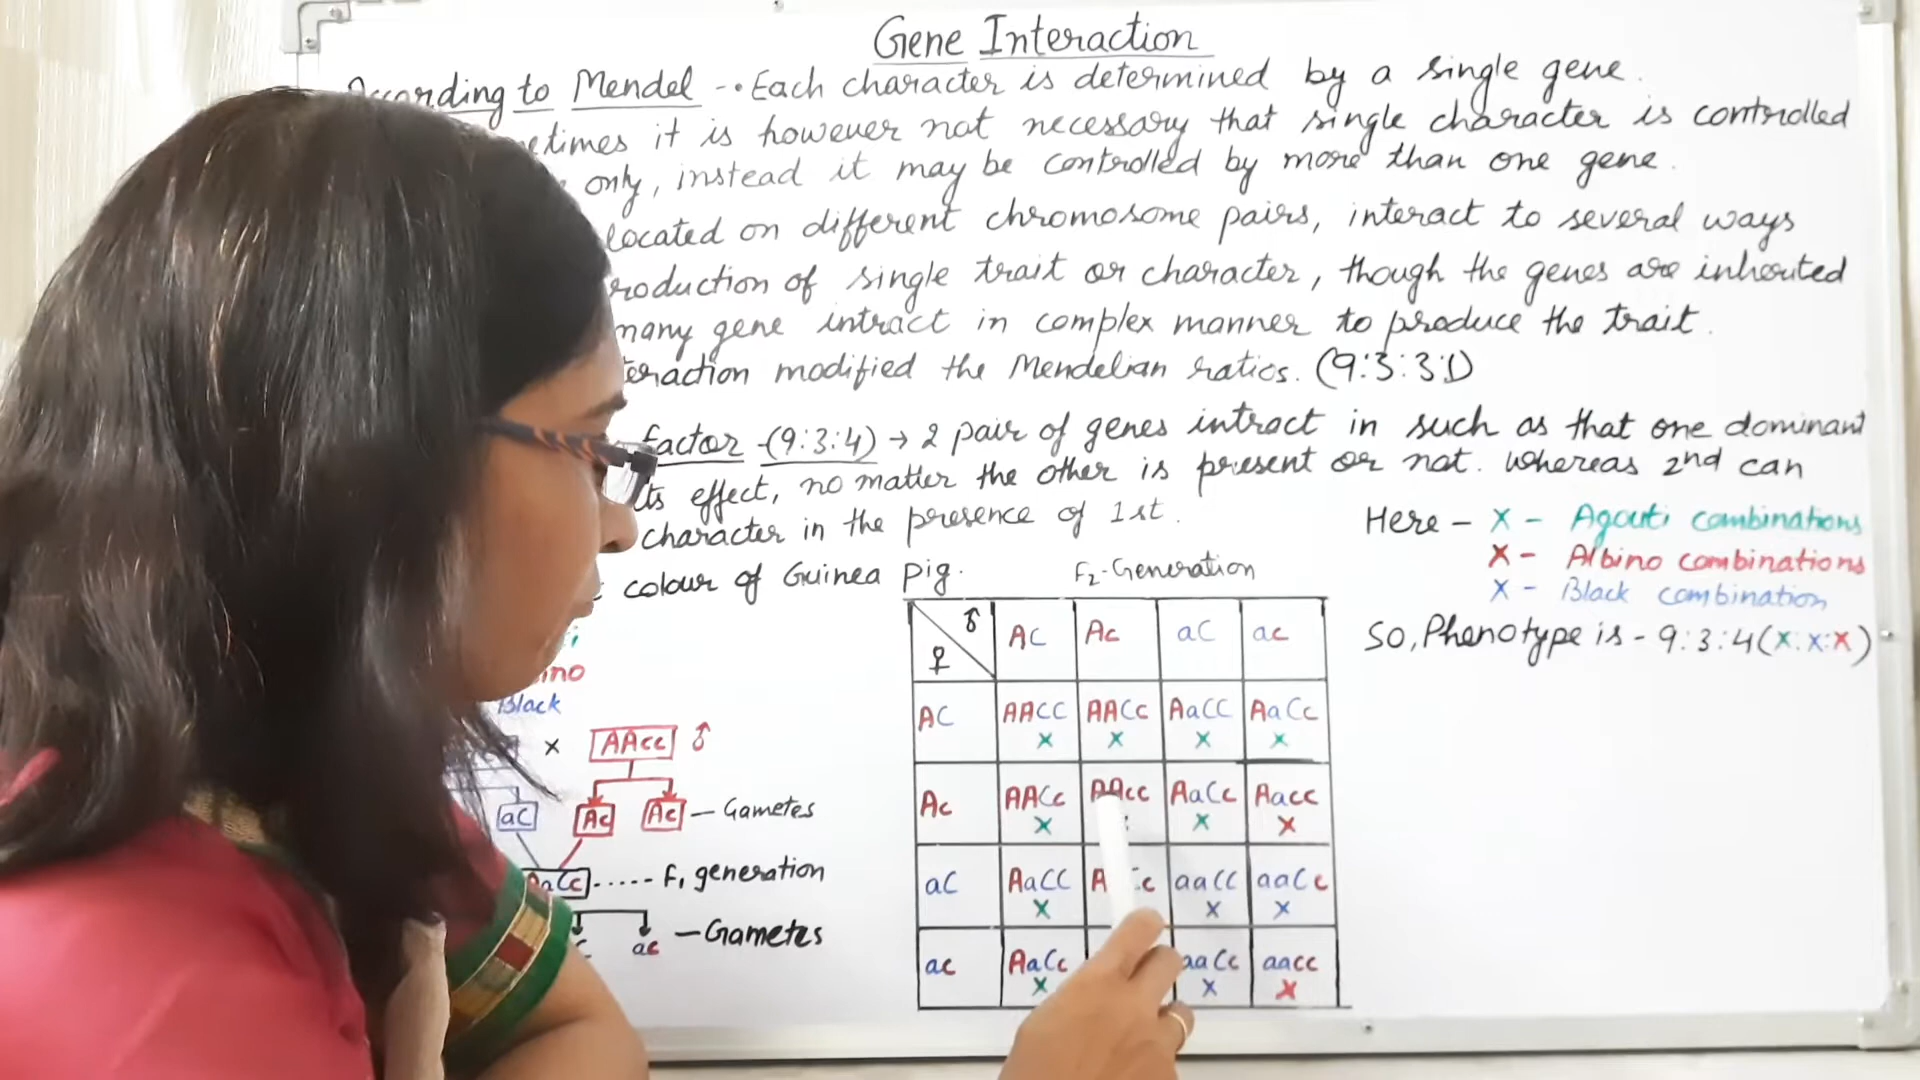 Gene Interaction
According to Mendel -• Each character is determined by a single gene.
it is however not necessary that single character is controlled
only, instead it may be controlled by more than one gene.
located on different chromosome pairs, interact to several ways
of single trait or character, though the genes are inherited
many gene intract in complex manner to produce the trait.
modified the Mendelian ratios. (9:3:3:1)
factor -(9:3:4) → 2 pair of genes intract in such as that one dominant
its effect, no matter the other is present or not. whereas 2nd can
character in the presence of 1st.
colour of Guinea Pig.
Black
x AAcc ♂
aC Ac Ac — Gametes
AaCc ..... F1 generation
ac — Gametes
F2-Generation
♂ AC Ac aC ac
♀
AC AACC AACc AaCC AaCc
x x x x
Ac AACc AAcc AaCc Aacc
x x x
aC AaCC aaCC aaCc
x x x
ac AaCc aaCc aacc
x x x
Here - x - Agouti combinations
x - Albino combinations
x - Black combination
So, Phenotype is - 9:3:4 (x:x:x)